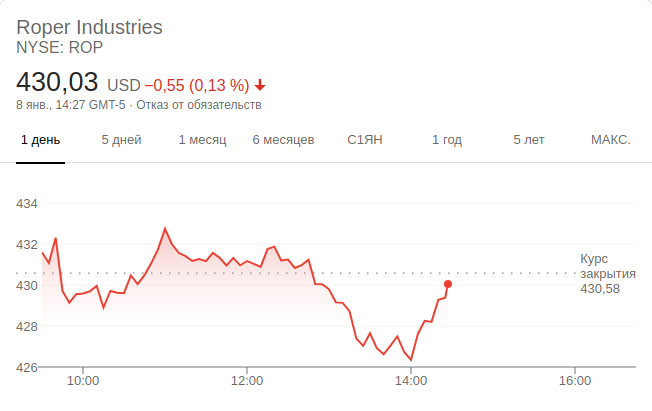 Roper Industries
NYSE: ROP
430,03 USD −0,55 (0,13 %)
8 янв., 14:27 GMT-5 · Отказ от обязательств
1 день 5 дней 1 месяц 6 месяцев С1ЯН 1 год 5 лет МАКС.
434
432
430
428
426
Курс
закрытия
430,58
10:00 12:00 14:00 16:00